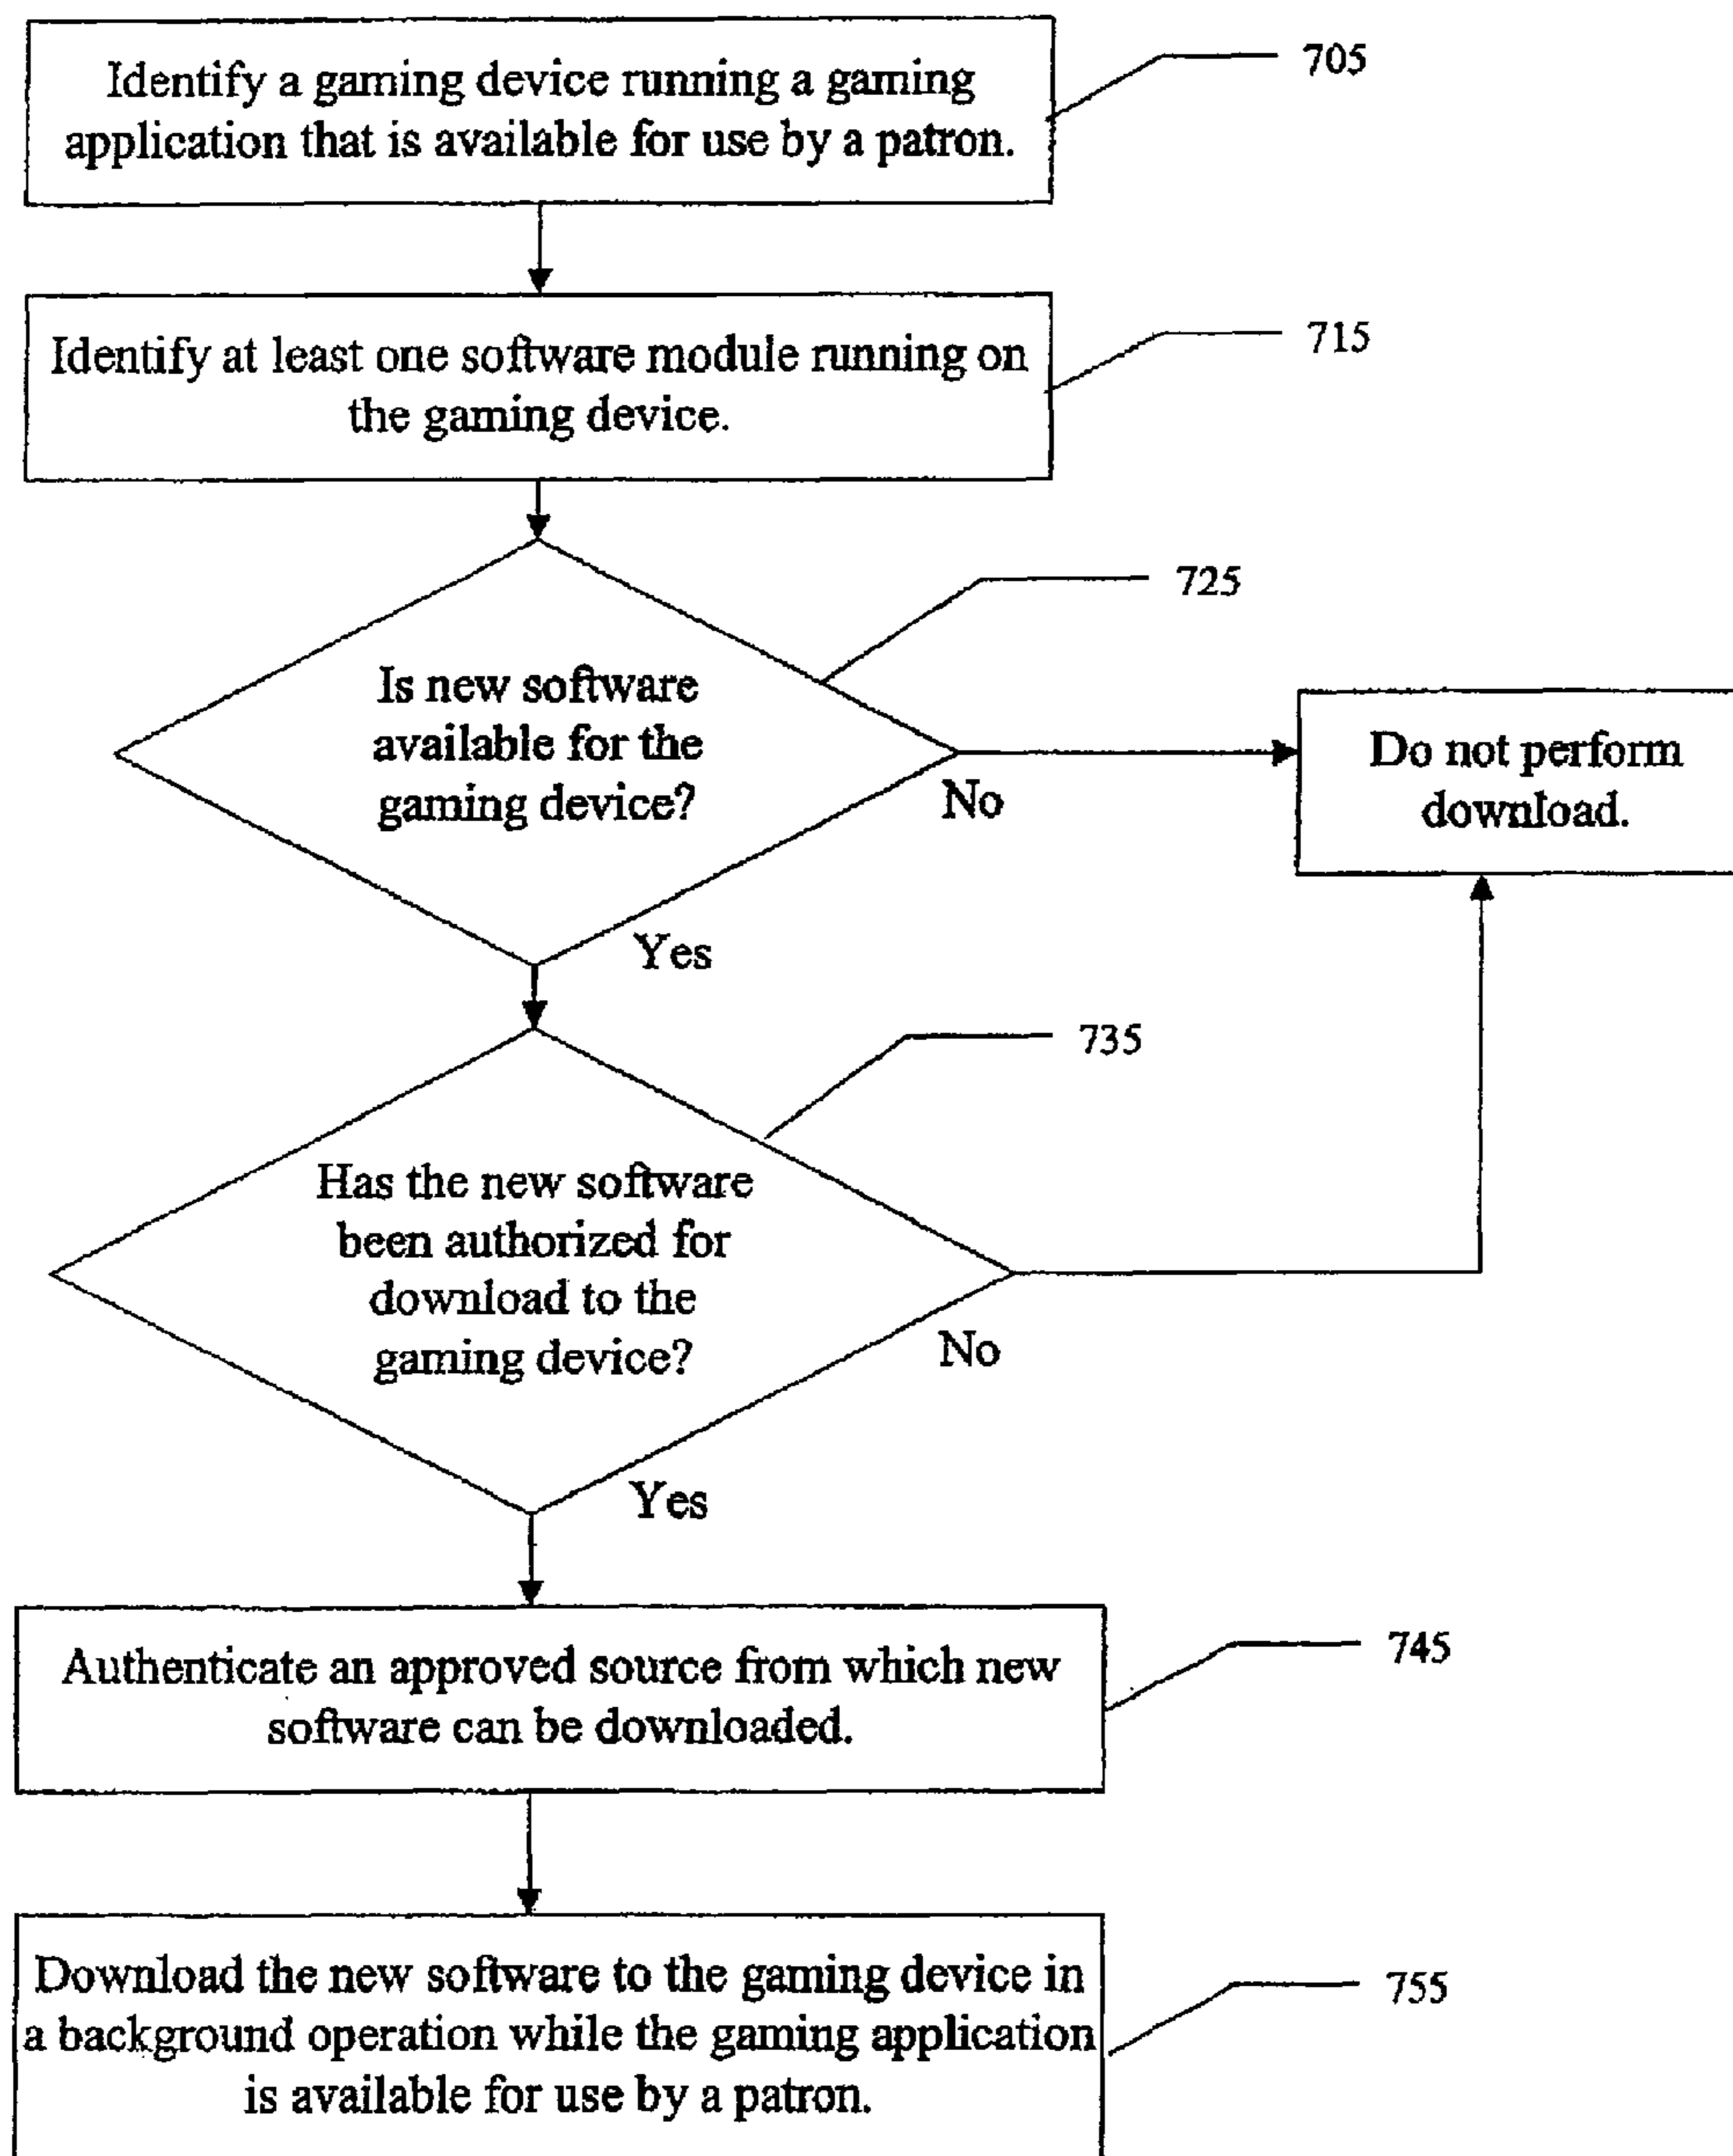 Identify a gaming device running a gaming
application that is available for use by a patron.
705
Identify at least one software module running on
the gaming device.
715
725
Is new software
available for the
gaming device?
No
Do not perform
download.
Yes
735
Has the new software
been authorized for
download to the
gaming device?
No
Yes
Authenticate an approved source from which new
software can be downloaded.
745
Download the new software to the gaming device in
a background operation while the gaming application
is available for use by a patron.
755